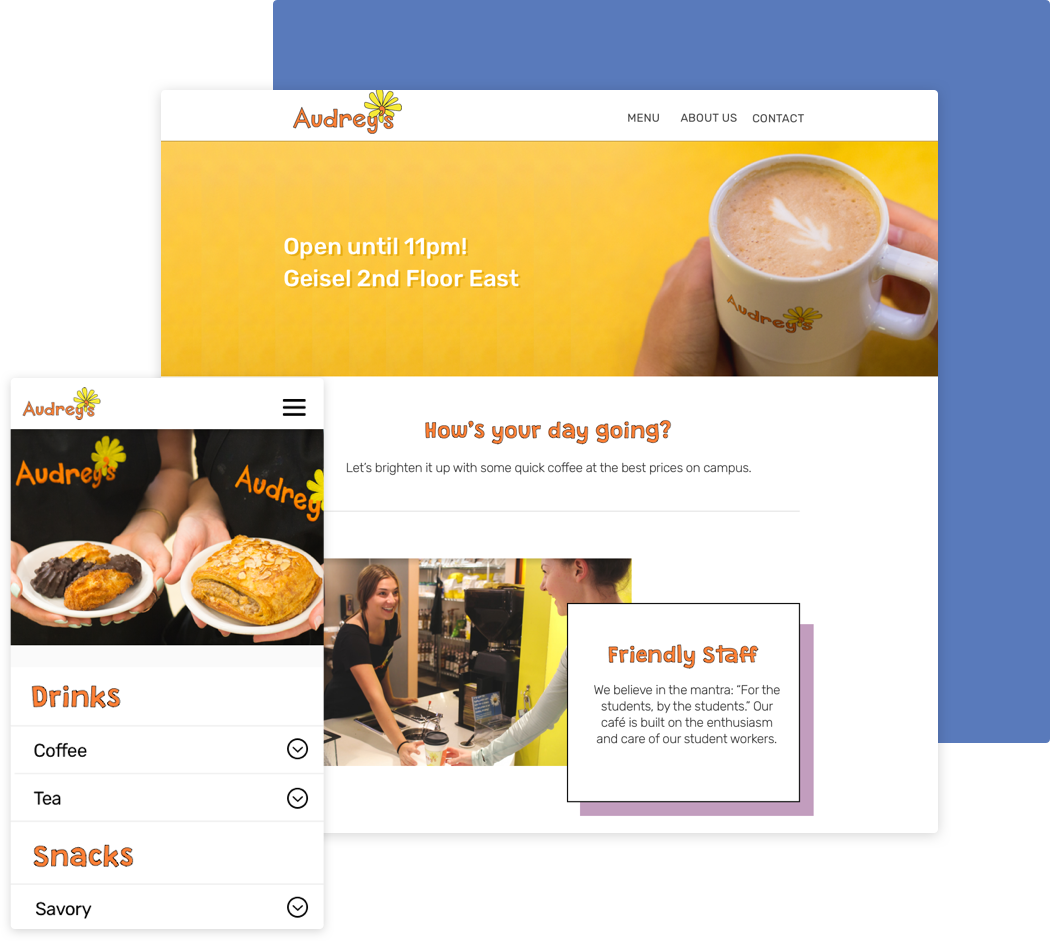 Audrey's
MENU ABOUT US CONTACT
Open until 11pm!
Geisel 2nd Floor East
Audrey's
How's your day going?
Let's brighten it up with some quick coffee at the best prices on campus.
Friendly Staff
We believe in the mantra: “For the
students, by the students.” Our
café is built on the enthusiasm
and care of our student workers.
Audrey's
Audrey's
Audrey
Drinks
Coffee
Tea
Snacks
Savory